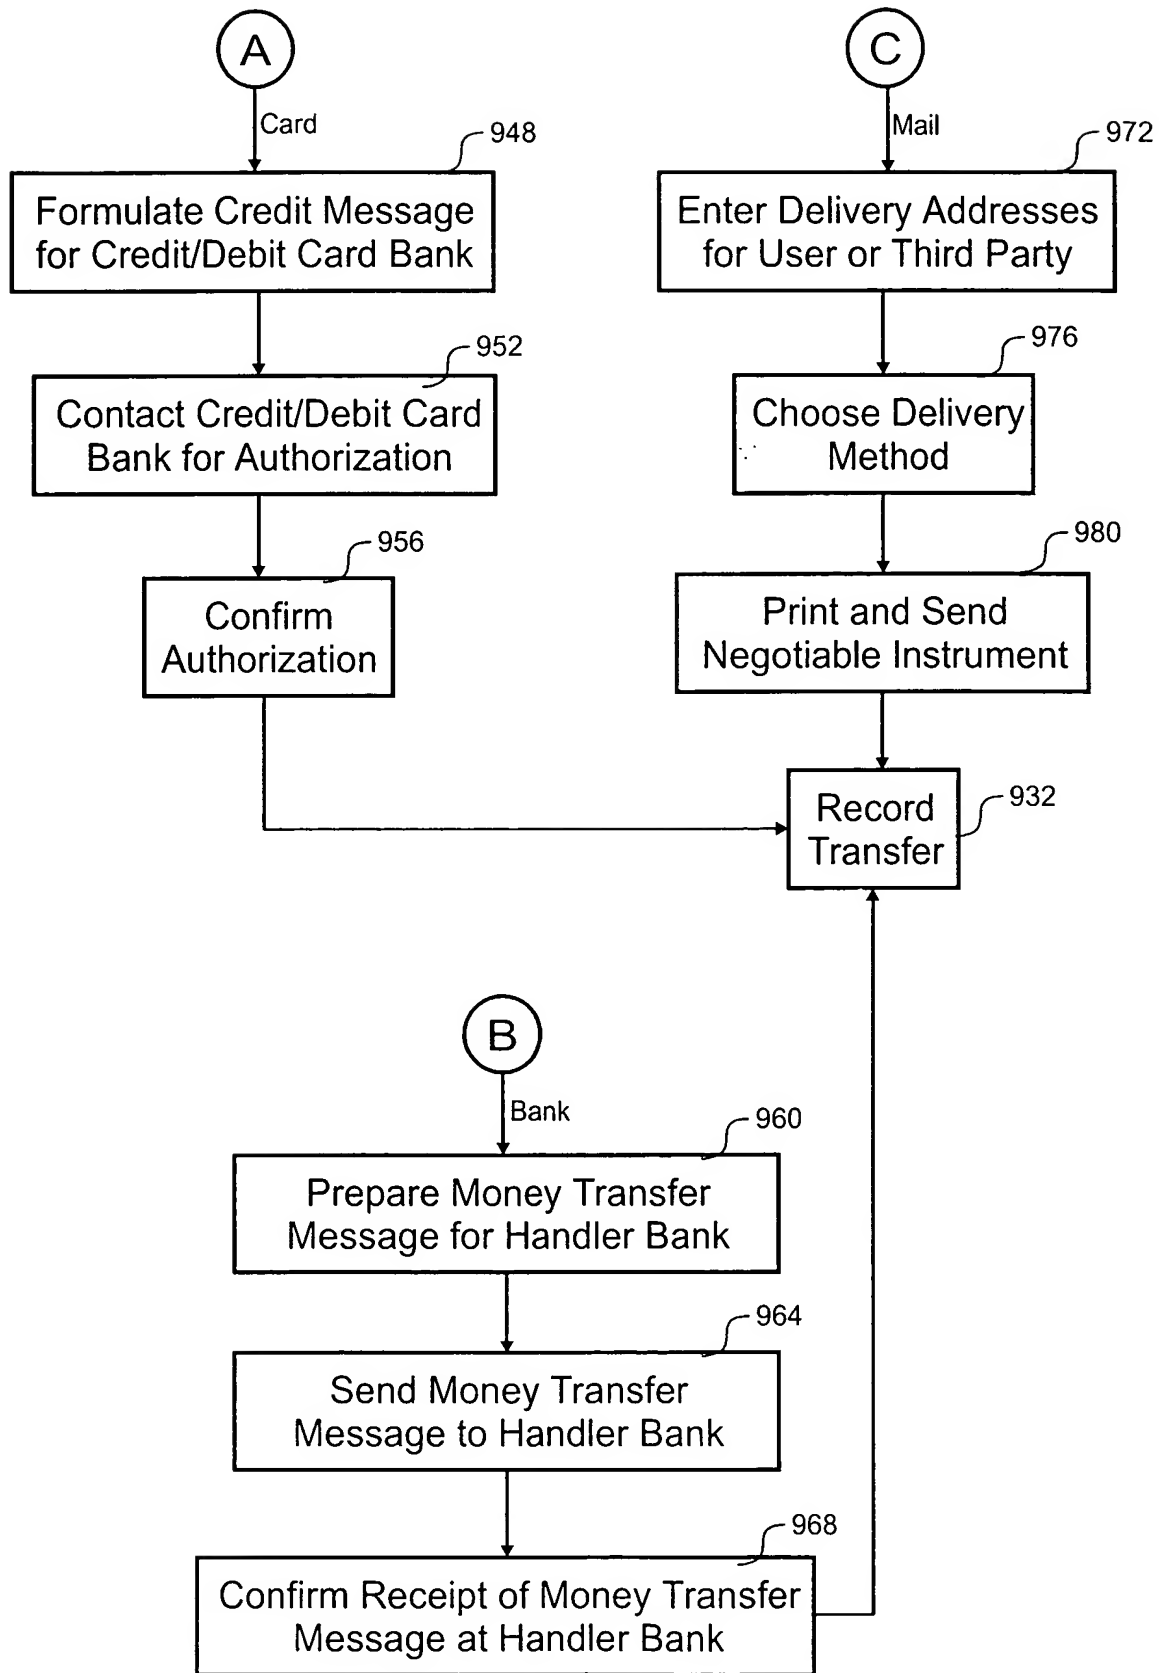 A
Card
948
Formulate Credit Message
for Credit/Debit Card Bank
952
Contact Credit/Debit Card
Bank for Authorization
956
Confirm
Authorization
C
Mail
972
Enter Delivery Addresses
for User or Third Party
976
Choose Delivery
Method
980
Print and Send
Negotiable Instrument
Record
Transfer
932
B
Bank
960
Prepare Money Transfer
Message for Handler Bank
964
Send Money Transfer
Message to Handler Bank
968
Confirm Receipt of Money Transfer
Message at Handler Bank